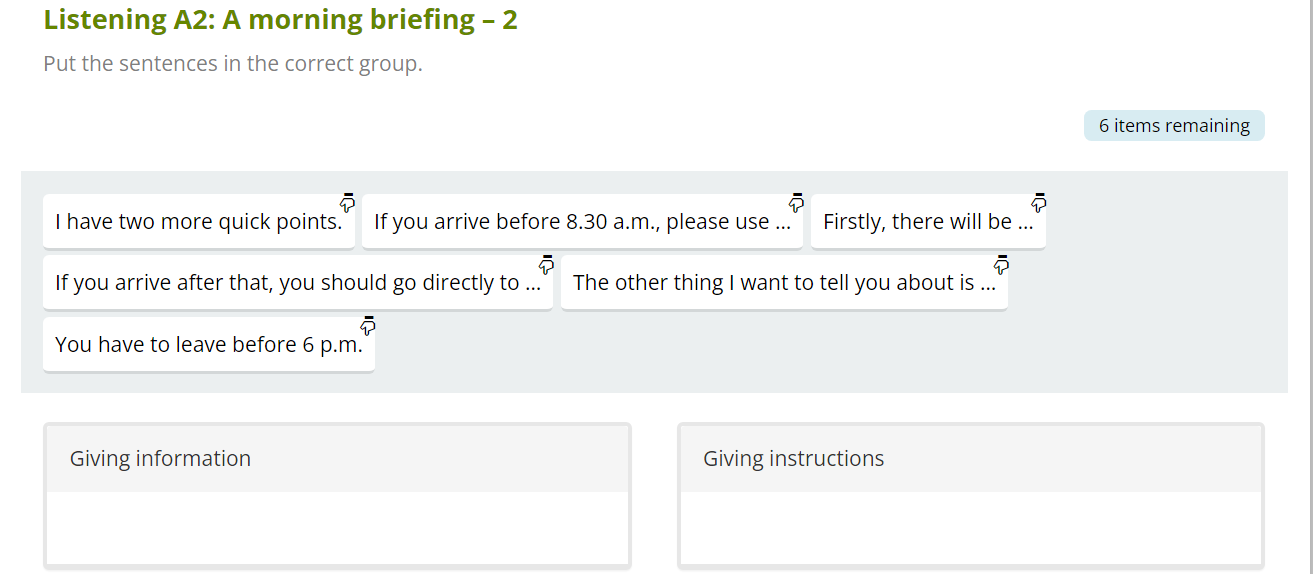 Listening A2: A morning briefing – 2
Put the sentences in the correct group.
6 items remaining
I have two more quick points.
If you arrive before 8.30 a.m., please use ...
Firstly, there will be ...
If you arrive after that, you should go directly to ...
The other thing I want to tell you about is ...
You have to leave before 6 p.m.
Giving information
Giving instructions